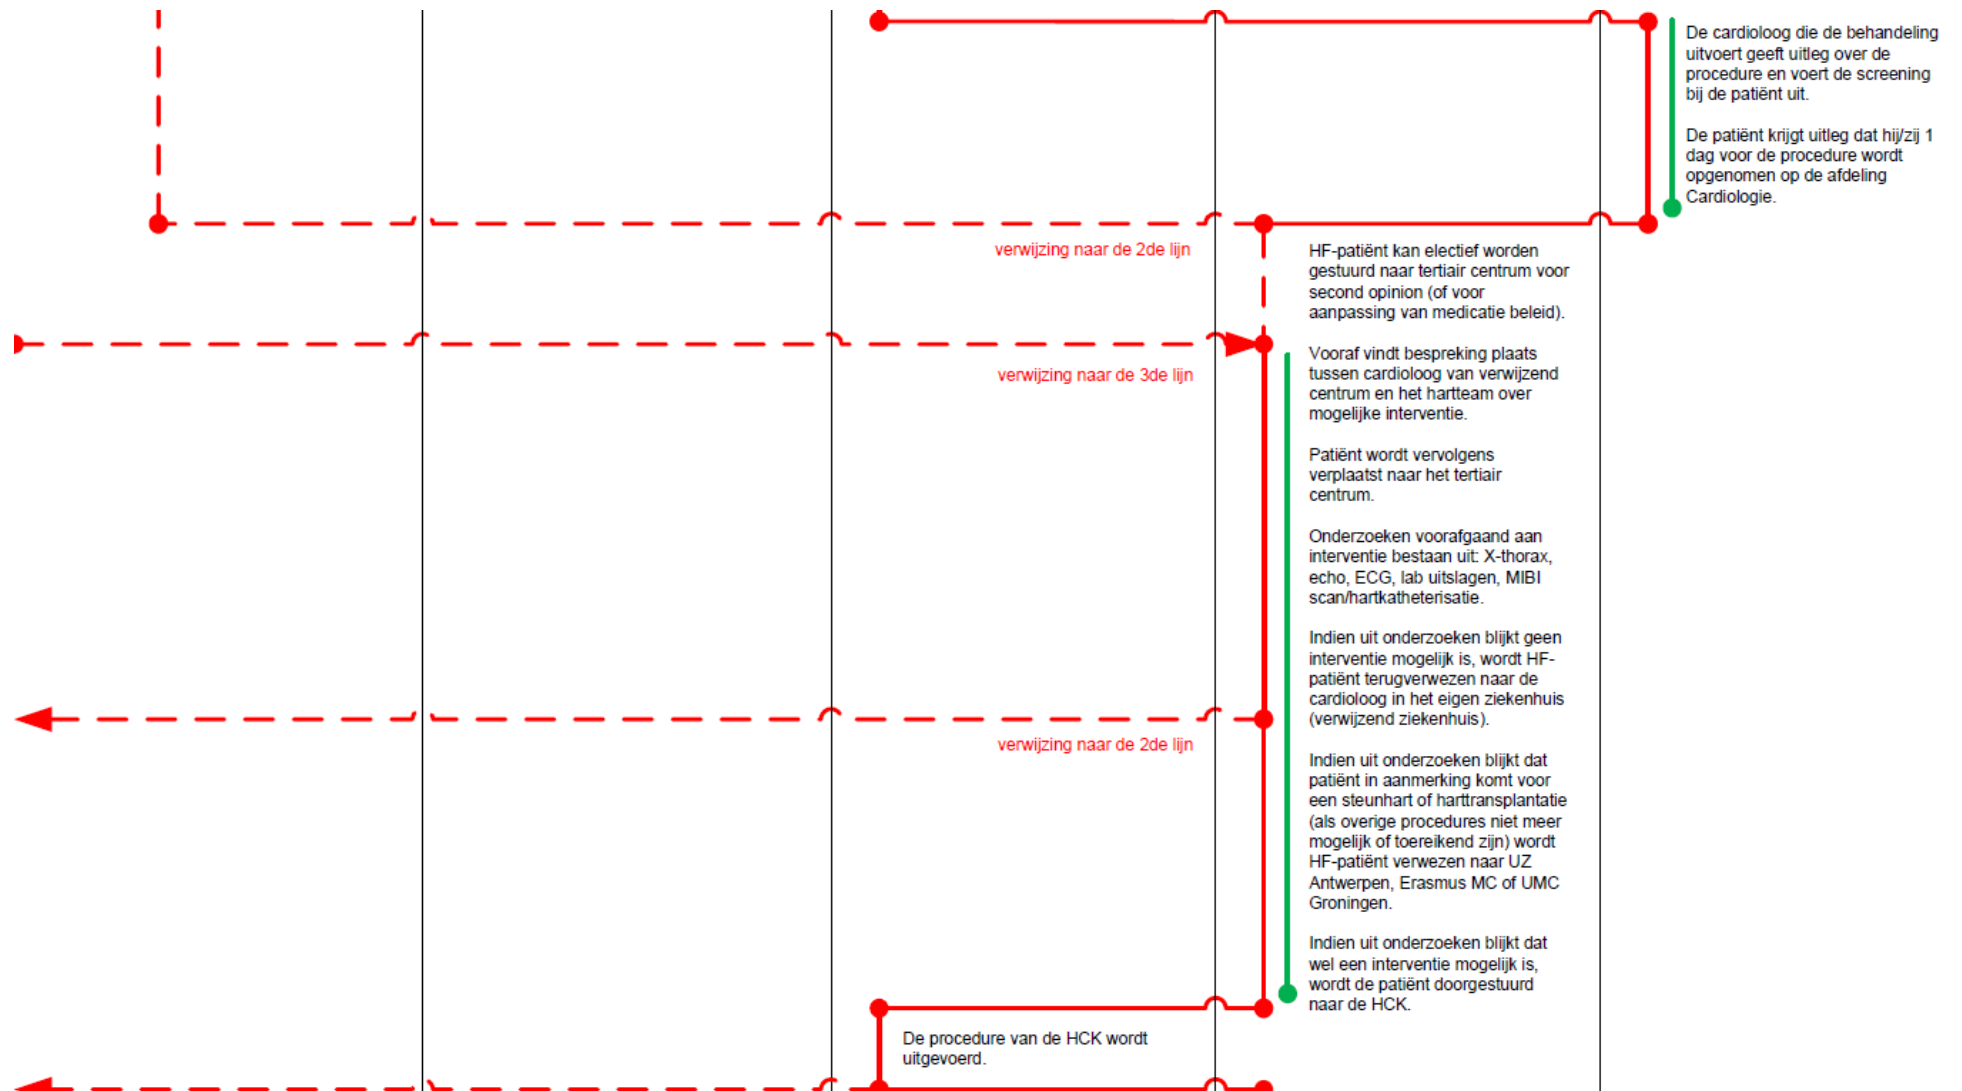 De cardioloog die de behandeling
uitvoert geeft uitleg over de
procedure en voert de screening
bij de patiënt uit.
De patiënt krijgt uitleg dat hij/zij 1
dag voor de procedure wordt
opgenomen op de afdeling
Cardiologie.
verwijzing naar de 2de lijn
HF-patiënt kan electief worden
gestuurd naar tertiair centrum voor
second opinion (of voor
aanpassing van medicatie beleid).
verwijzing naar de 3de lijn
Vooraf vindt bespreking plaats
tussen cardioloog van verwijzend
centrum en het hartteam over
mogelijke interventie.
Patiënt wordt vervolgens
verplaatst naar het tertiair
centrum.
Onderzoeken voorafgaand aan
interventie bestaan uit: X-thorax,
echo, ECG, lab uitslagen, MIBI
scan/hartkatheterisatie.
Indien uit onderzoeken blijkt geen
interventie mogelijk is, wordt HF-
patiënt terugverwezen naar de
cardioloog in het eigen ziekenhuis
(verwijzend ziekenhuis).
verwijzing naar de 2de lijn
Indien uit onderzoeken blijkt dat
patiënt in aanmerking komt voor
een steunhart of harttransplantatie
(als overige procedures niet meer
mogelijk of toereikend zijn) wordt
HF-patiënt verwezen naar UZ
Antwerpen, Erasmus MC of UMC
Groningen.
Indien uit onderzoeken blijkt dat
wel een interventie mogelijk is,
wordt de patiënt doorgestuurd
naar de HCK.
De procedure van de HCK wordt
uitgevoerd.